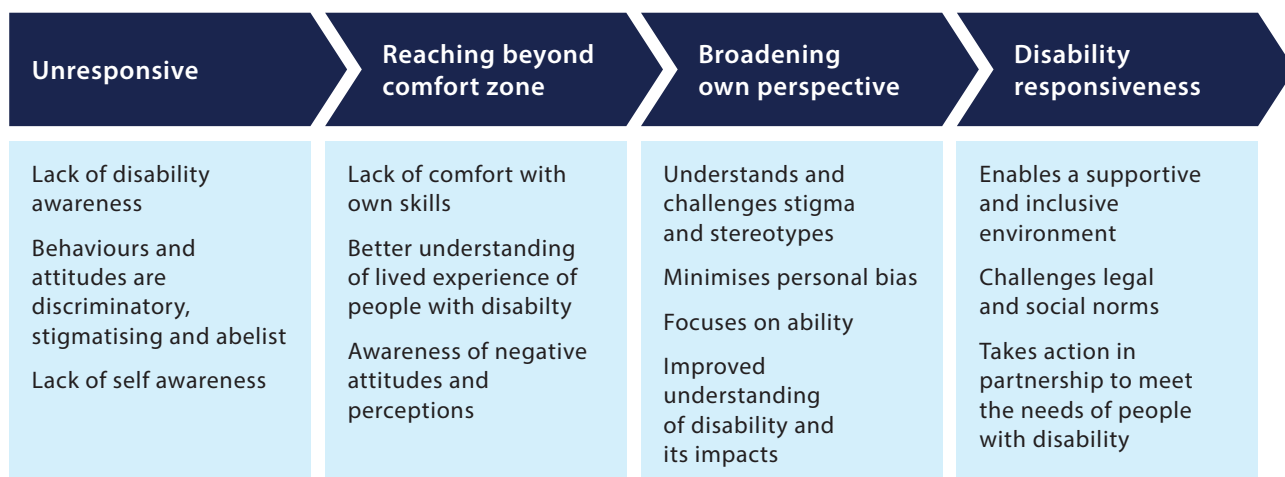 Unresponsive
Lack of disability
awareness
Behaviours and
attitudes are
discriminatory,
stigmatising and abelist
Lack of self awareness
Reaching beyond
comfort zone
Lack of comfort with
own skills
Better understanding
of lived experience of
people with disabilty
Awareness of negative
attitudes and
perceptions
Broadening
own perspective
Understands and
challenges stigma
and stereotypes
Minimises personal bias
Focuses on ability
Improved
understanding
of disability and
its impacts
Disability
responsiveness
Enables a supportive
and inclusive
environment
Challenges legal
and social norms
Takes action in
partnership to meet
the needs of people
with disability